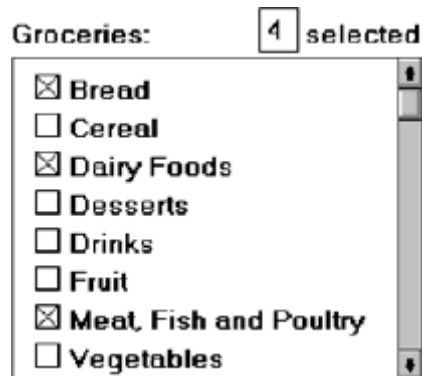 Groceries: 4 selected
Bread
Cereal
Dairy Foods
Desserts
Drinks
Fruit
Meat, Fish and Poultry
Vegetables